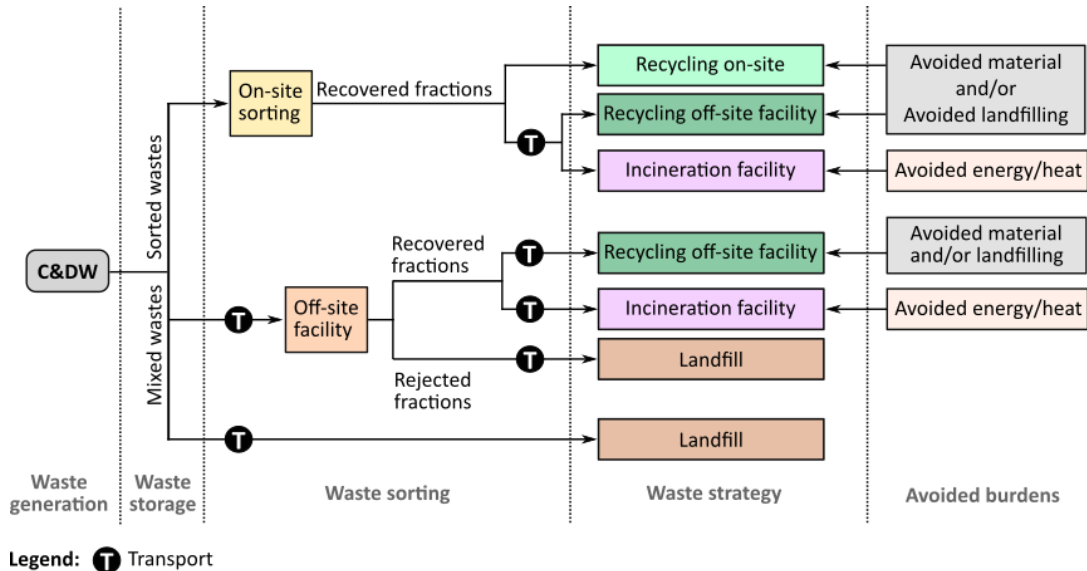 Recycling on-site
Avoided material
and/or
Avoided landfilling
On-site
sorting
Recovered fractions
Recycling off-site facility
T
Incineration facility
Avoided energy/heat
Sorted wastes
C&DW
Recovered
fractions
T
Recycling off-site facility
Avoided material
and/or landfilling
Mixed wastes
T
Off-site
facility
T
Incineration facility
Avoided energy/heat
T
Landfill
Rejected
fractions
T
Landfill
Waste
generation
Waste
storage
Waste sorting
Waste strategy
Avoided burdens
Legend: T Transport